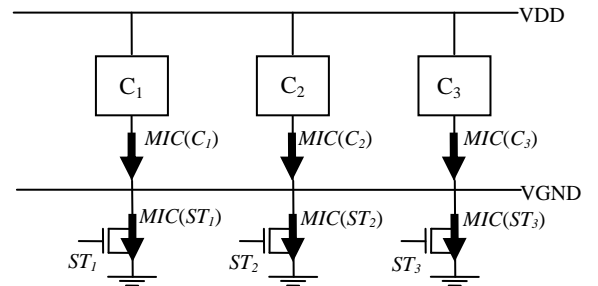 VDD
C₁ C₂ C₃
MIC(C₁) MIC(C₂) MIC(C₃)
VGND
MIC(ST₁) MIC(ST₂) MIC(ST₃)
ST₁ ST₂ ST₃